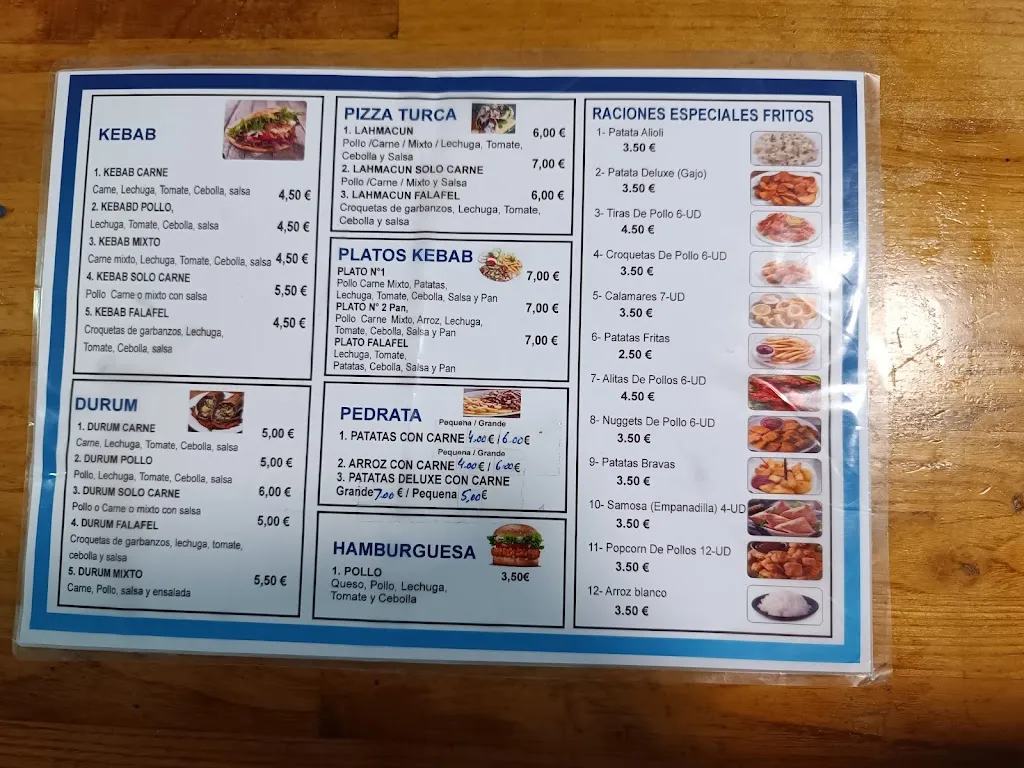 KEBAB
1. KEBAB CARNE
Carne, Lechuga, Tomate, Cebolla, salsa 4,50 €
2. KEBABD POLLO,
Lechuga, Tomate, Cebolla, salsa 4,50 €
3. KEBAB MIXTO
Carne mixto, Lechuga, Tomate, Cebolla, salsa 4,50 €
4. KEBAB SOLO CARNE
Pollo Carne o mixto con salsa 5,50 €
5. KEBAB FALAFEL
Croquetas de garbanzos, Lechuga, 4,50 €
Tomate, Cebolla, salsa
DURUM
1. DURUM CARNE 5,00 €
Carne, Lechuga, Tomate, Cebolla, salsa
2. DURUM POLLO 5,00 €
Pollo, Lechuga, Tomate, Cebolla, salsa
3. DURUM SOLO CARNE 6,00 €
Pollo o Carne o mixto con salsa
4. DURUM FALAFEL 5,00 €
Croquetas de garbanzos, lechuga, tomate,
cebolla y salsa
5. DURUM MIXTO 5,50 €
Carne, Pollo, salsa y ensalada
PIZZA TURCA
1. LAHMACUN 6,00 €
Pollo /Carne / Mixto / Lechuga, Tomate,
Cebolla y Salsa
2. LAHMACUN SOLO CARNE 7,00 €
Pollo /Carne / Mixto y Salsa
3. LAHMACUN FALAFEL 6,00 €
Croquetas de garbanzos, Lechuga, Tomate,
Cebolla y salsa
PLATOS KEBAB
PLATO N°1 7,00 €
Pollo Carne Mixto, Patatas,
Lechuga, Tomate, Cebolla, Salsa y Pan
PLATO N° 2 Pan, 7,00 €
Pollo Carne Mixto, Arroz, Lechuga,
Tomate, Cebolla, Salsa y Pan
PLATO FALAFEL 7,00 €
Lechuga, Tomate,
Patatas, Cebolla, Salsa y Pan
PEDRATA
Pequena / Grande
1. PATATAS CON CARNE 4.00 € / 6.00 €
Pequena / Grande
2. ARROZ CON CARNE 4.00 € / 6.00 €
3. PATATAS DELUXE CON CARNE
Grande 7,00 € / Pequena 5,00 €
HAMBURGUESA
1. POLLO 3,50€
Queso, Pollo, Lechuga,
Tomate y Cebolla
RACIONES ESPECIALES FRITOS
1- Patata Alioli
3.50 €
2- Patata Deluxe (Gajo)
3.50 €
3- Tiras De Pollo 6-UD
4.50 €
4- Croquetas De Pollo 6-UD
3.50 €
5- Calamares 7-UD
3.50 €
6- Patatas Fritas
2.50 €
7- Alitas De Pollos 6-UD
4.50 €
8- Nuggets De Pollo 6-UD
3.50 €
9- Patatas Bravas
3.50 €
10- Samosa (Empanadilla) 4-UD
3.50 €
11- Popcorn De Pollos 12-UD
3.50 €
12- Arroz blanco
3.50 €